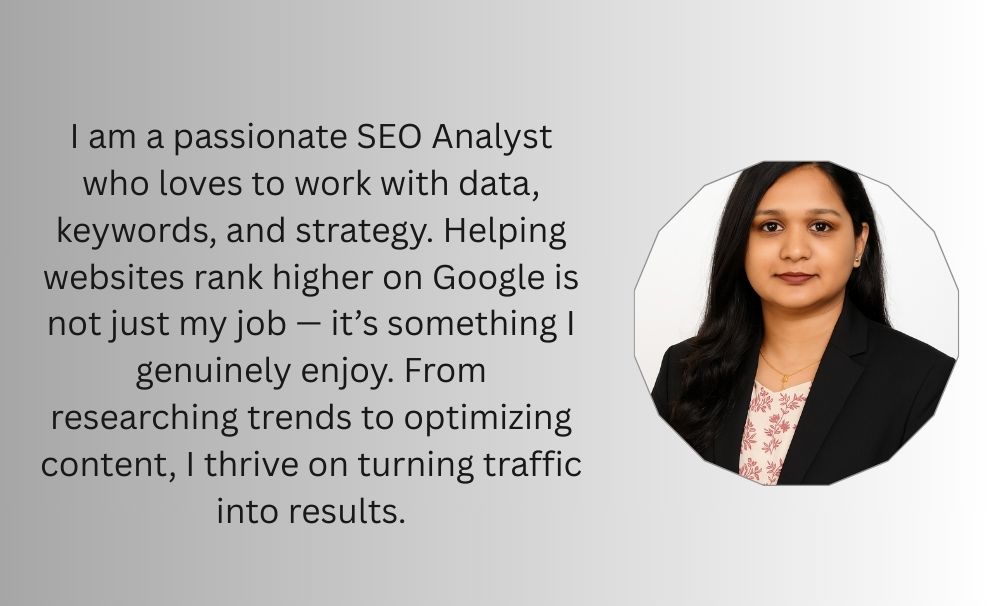 I am a passionate SEO Analyst
who loves to work with data,
keywords, and strategy. Helping
websites rank higher on Google is
not just my job — it’s something I
genuinely enjoy. From
researching trends to optimizing
content, I thrive on turning traffic
into results.